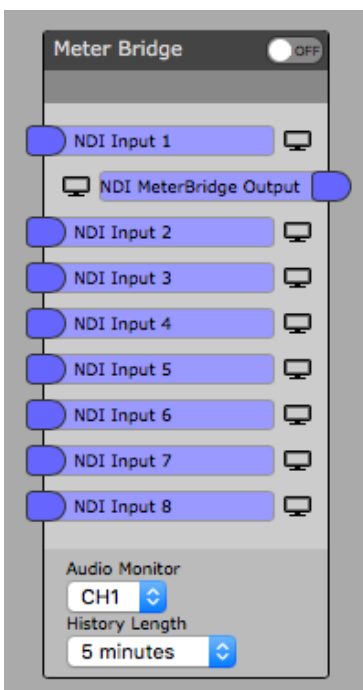 Meter Bridge
OFF
NDI Input 1
NDI MeterBridge Output
NDI Input 2
NDI Input 3
NDI Input 4
NDI Input 5
NDI Input 6
NDI Input 7
NDI Input 8
Audio Monitor
CH1
History Length
5 minutes